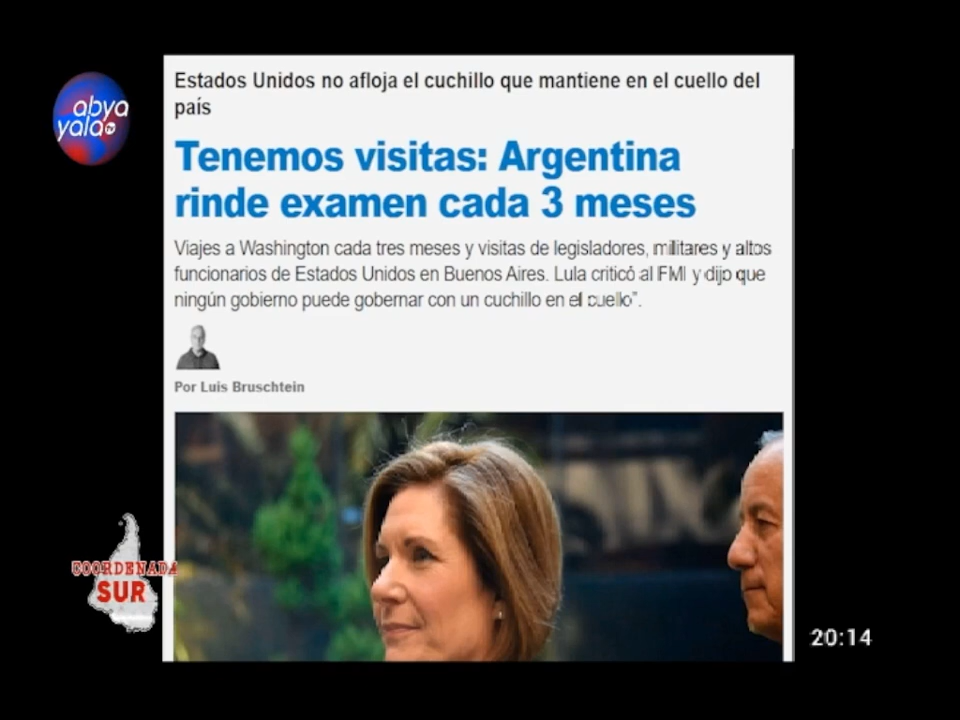 abya
yala tv
Estados Unidos no afloja el cuchillo que mantiene en el cuello del
país
Tenemos visitas: Argentina
rinde examen cada 3 meses
Viajes a Washington cada tres meses y visitas de legisladores, militares y altos
funcionarios de Estados Unidos en Buenos Aires. Lula criticó al FMI y dijo que
ningún gobierno puede gobernar con un cuchillo en el cuello”.
Por Luis Bruschtein
COORDENADA
SUR
20:14